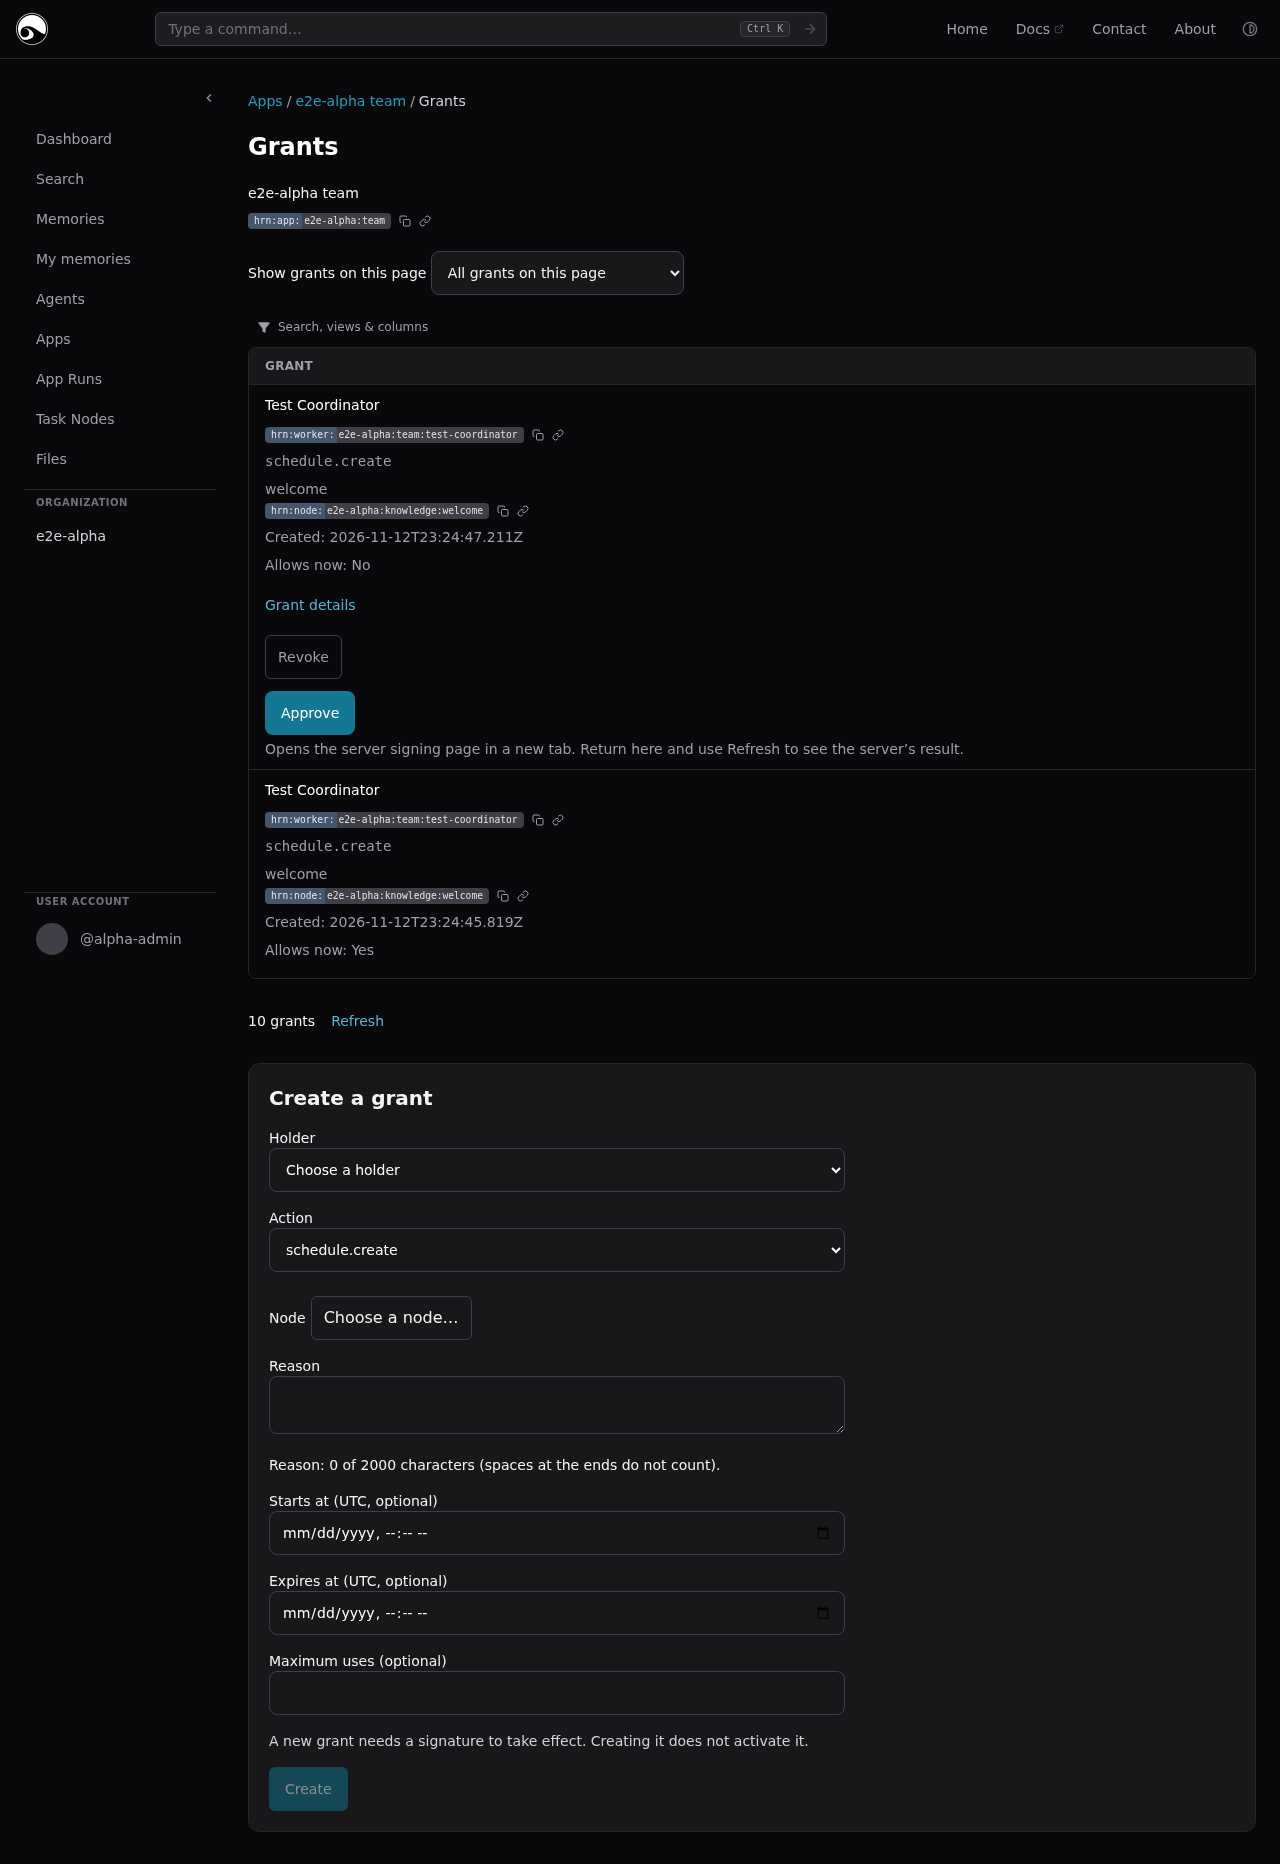 Type a command...
Ctrl K
Home
Docs
Contact
About
Dashboard
Search
Memories
My memories
Agents
Apps
App Runs
Task Nodes
Files
ORGANIZATION
e2e-alpha
USER ACCOUNT
@alpha-admin
Apps / e2e-alpha team / Grants
Grants
e2e-alpha team
hrn:app: e2e-alpha:team
Show grants on this page All grants on this page
Search, views & columns
GRANT
Test Coordinator
hrn:worker: e2e-alpha:team:test-coordinator
schedule.create
welcome
hrn:node: e2e-alpha:knowledge:welcome
Created: 2026-11-12T23:24:47.211Z
Allows now: No
Grant details
Revoke
Approve
Opens the server signing page in a new tab. Return here and use Refresh to see the server’s result.
Test Coordinator
hrn:worker: e2e-alpha:team:test-coordinator
schedule.create
welcome
hrn:node: e2e-alpha:knowledge:welcome
Created: 2026-11-12T23:24:45.819Z
Allows now: Yes
10 grants Refresh
Create a grant
Holder
Choose a holder
Action
schedule.create
Node Choose a node...
Reason
Reason: 0 of 2000 characters (spaces at the ends do not count).
Starts at (UTC, optional)
mm/dd/yyyy, --:-- --
Expires at (UTC, optional)
mm/dd/yyyy, --:-- --
Maximum uses (optional)
A new grant needs a signature to take effect. Creating it does not activate it.
Create